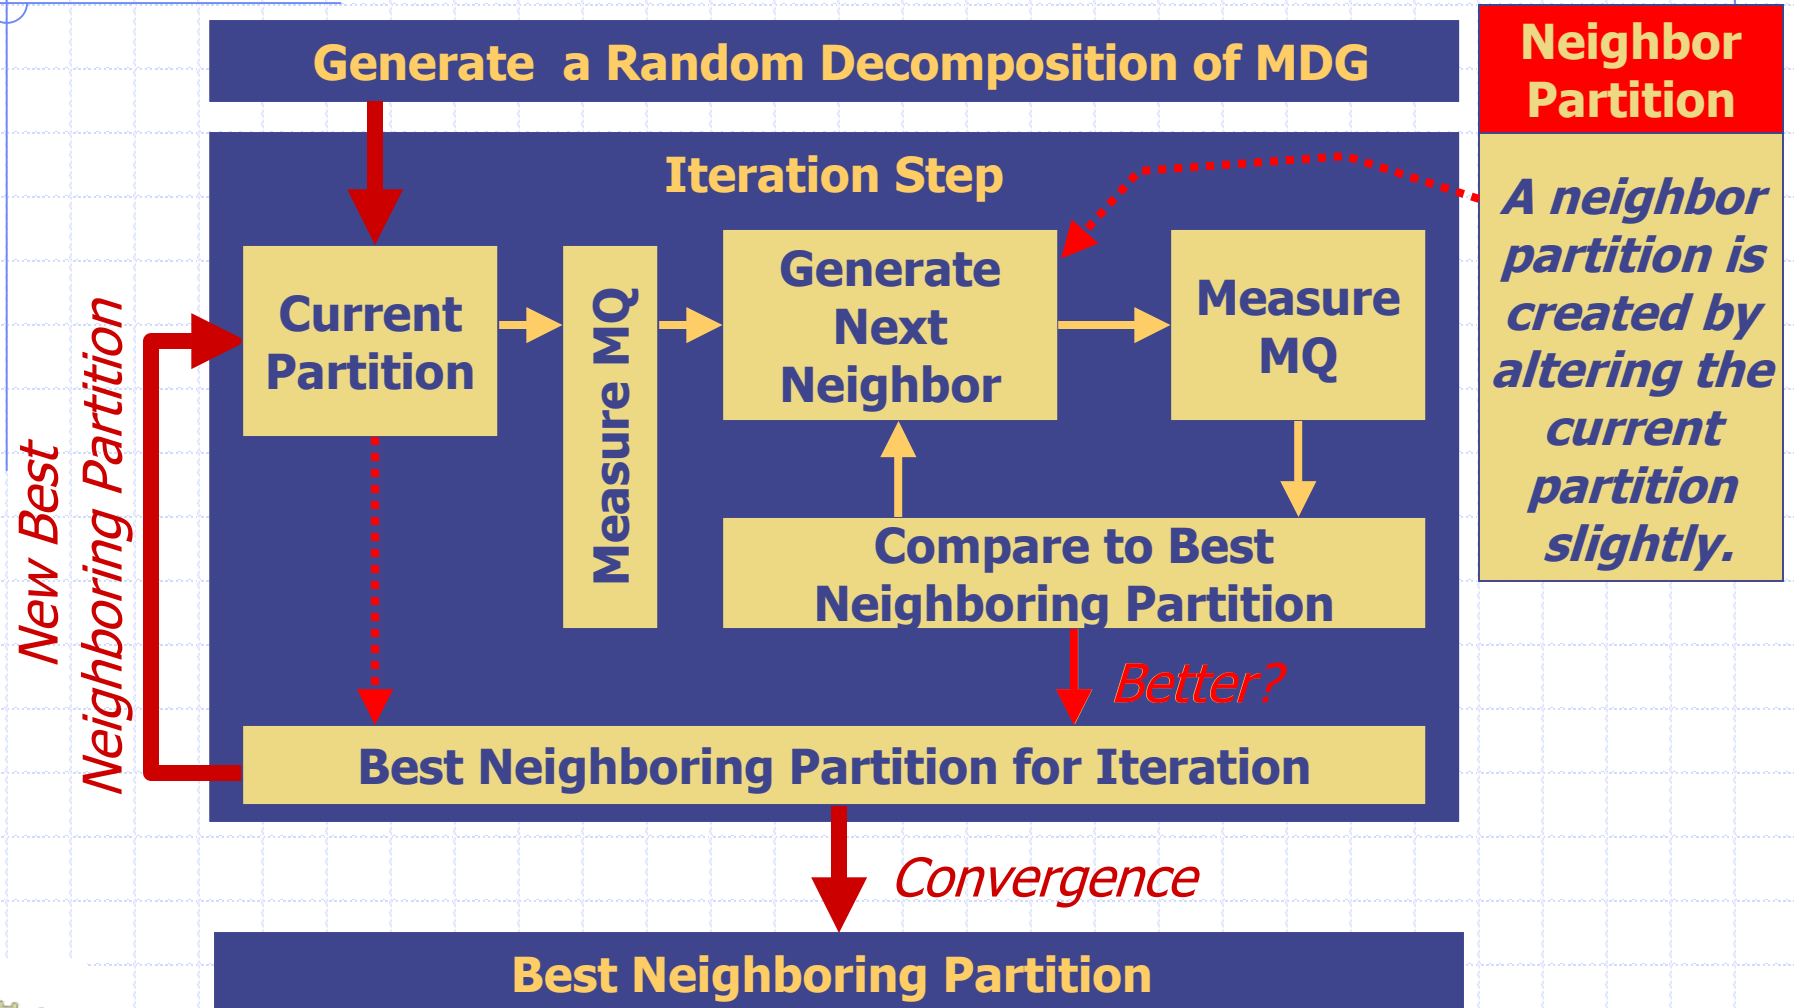 Generate a Random Decomposition of MDG
Neighbor
Partition
Iteration Step
A neighbor
partition is
created by
altering the
current
partition
slightly.
Current
Partition
Measure MQ
Generate
Next
Neighbor
Measure
MQ
Compare to Best
Neighboring Partition
Better?
New Best
Neighboring Partition
Best Neighboring Partition for Iteration
Convergence
Best Neighboring Partition